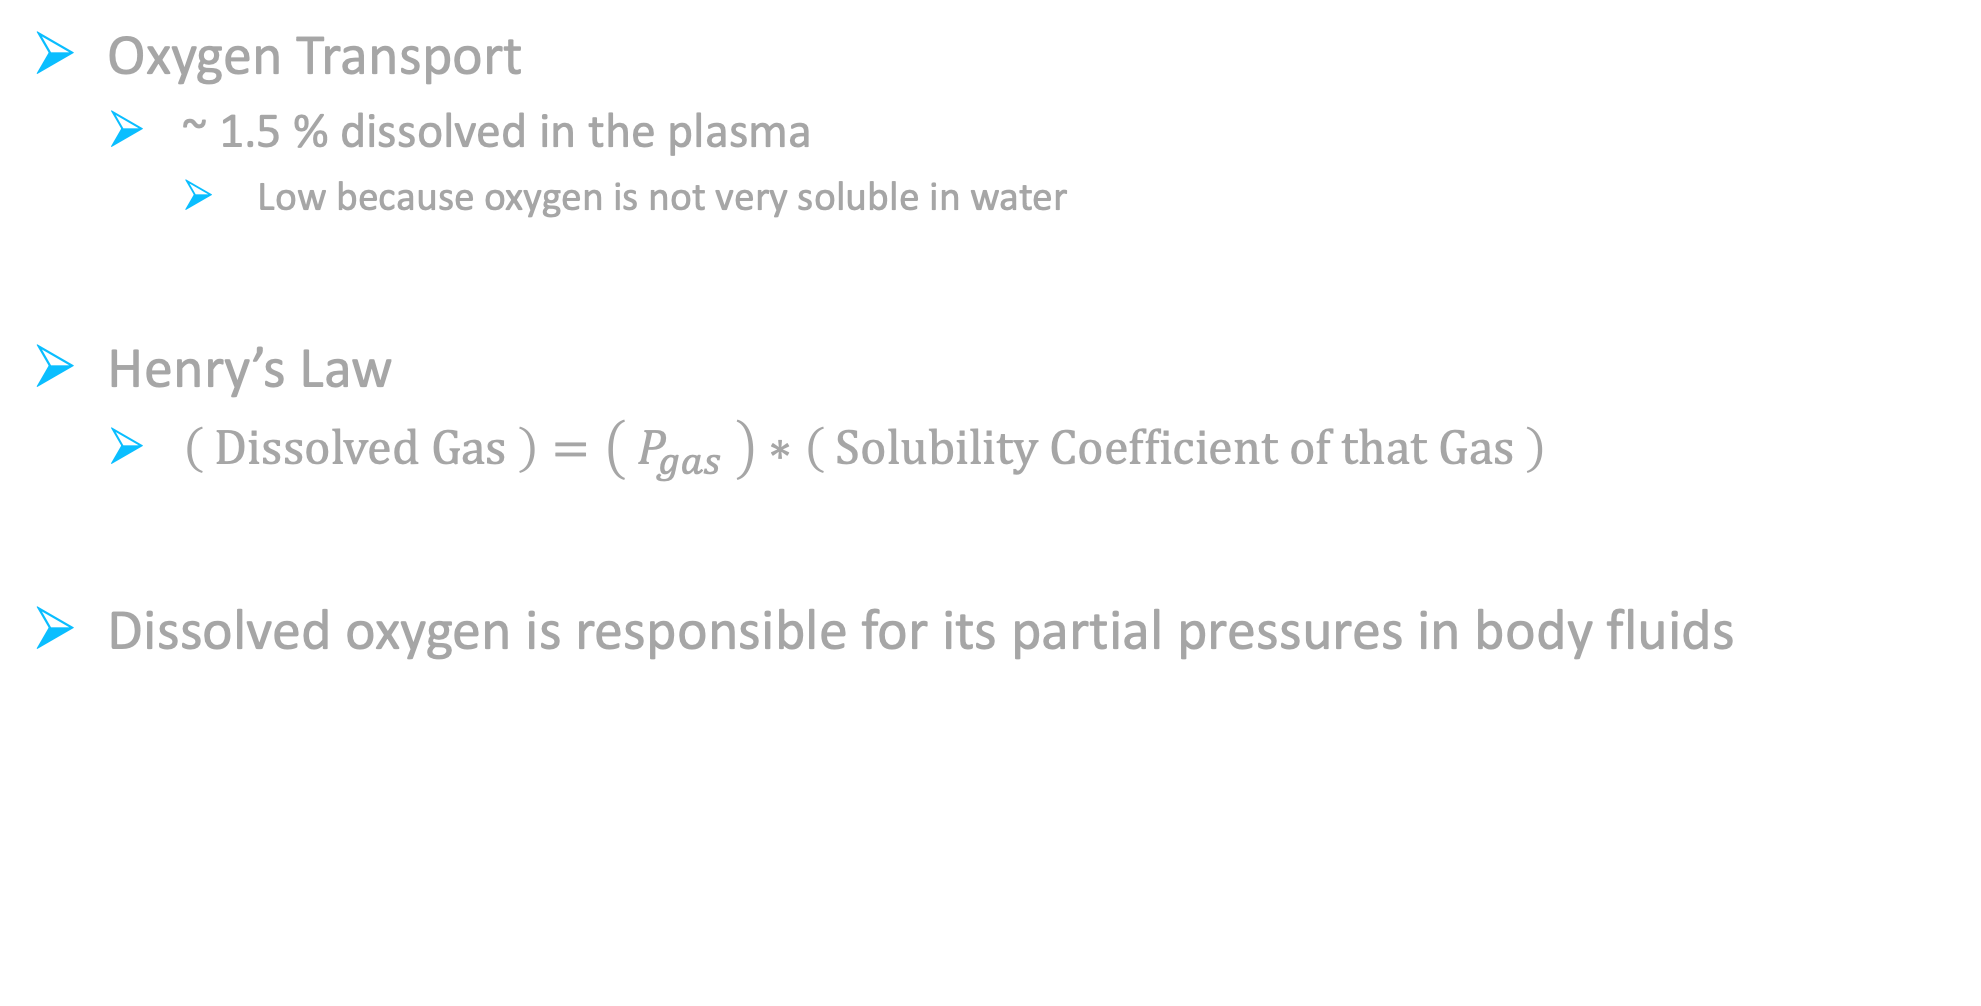 Oxygen Transport
~ 1.5 % dissolved in the plasma
Low because oxygen is not very soluble in water
Henry’s Law
( Dissolved Gas ) = ( P_gas ) * ( Solubility Coefficient of that Gas )
Dissolved oxygen is responsible for its partial pressures in body fluids